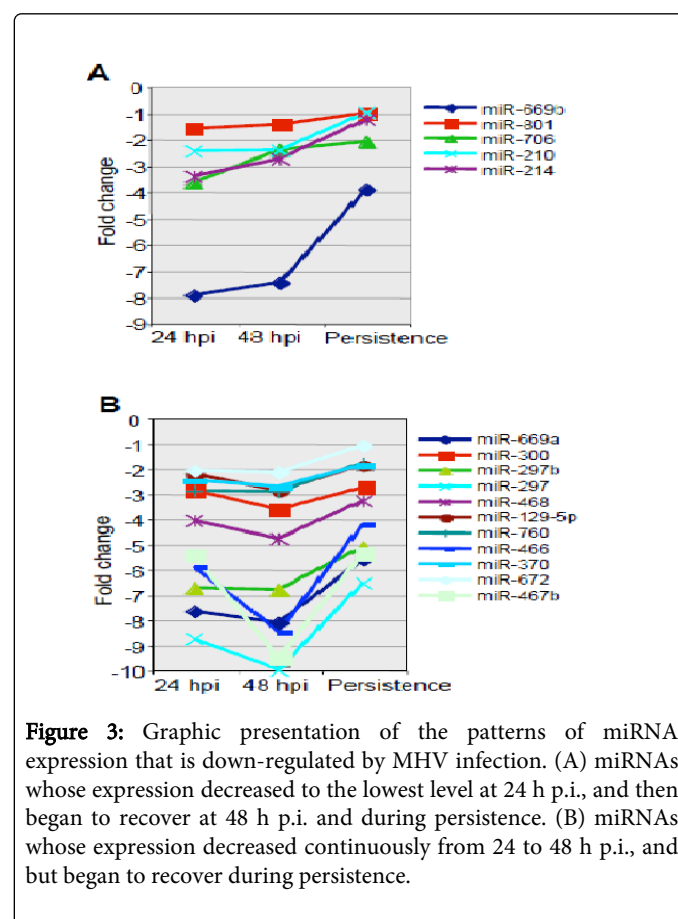 A
0
-1
-2
-3
-4
-5
-6
-7
-8
-9
Fold change
24 hpi 48 hpi Persistence
miR-669b
miR-801
miR-706
miR-210
miR-214
B
0
-1
-2
-3
-4
-5
-6
-7
-8
-9
-10
Fold change
24 hpi 48 hpi Persistence
miR-669a
miR-300
miR-297b
miR-297
miR-468
miR-129-5p
miR-760
miR-466
miR-370
miR-672
miR-467b
Figure 3: Graphic presentation of the patterns of miRNA
expression that is down-regulated by MHV infection. (A) miRNAs
whose expression decreased to the lowest level at 24 h p.i., and then
began to recover at 48 h p.i. and during persistence. (B) miRNAs
whose expression decreased continuously from 24 to 48 h p.i., and
but began to recover during persistence.